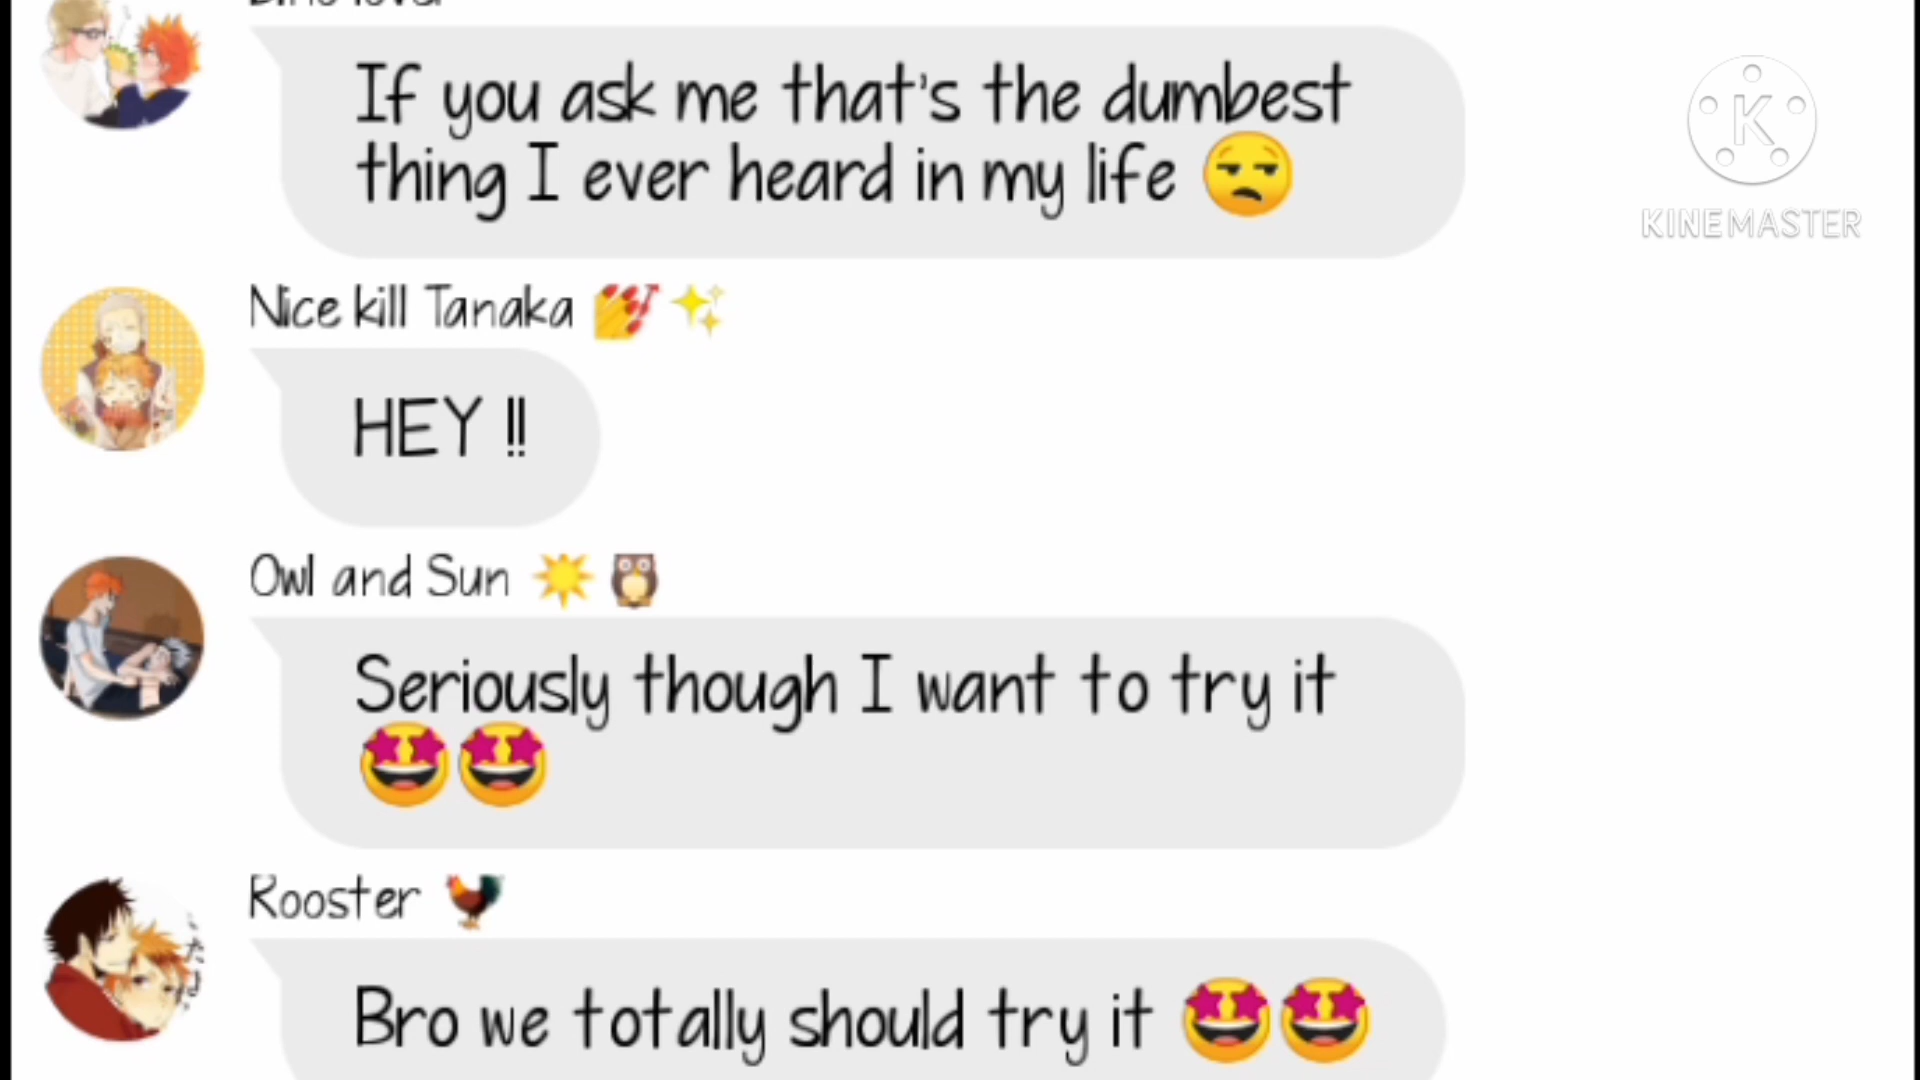 If you ask me that's the dumbest
thing I ever heard in my life 😒
K
KINEMASTER
Nice kill Tanaka 💅✨
HEY !!
Owl and Sun ☀️🦉
Seriously though I want to try it
🤩🤩
Rooster 🐓
Bro we totally should try it 🤩🤩